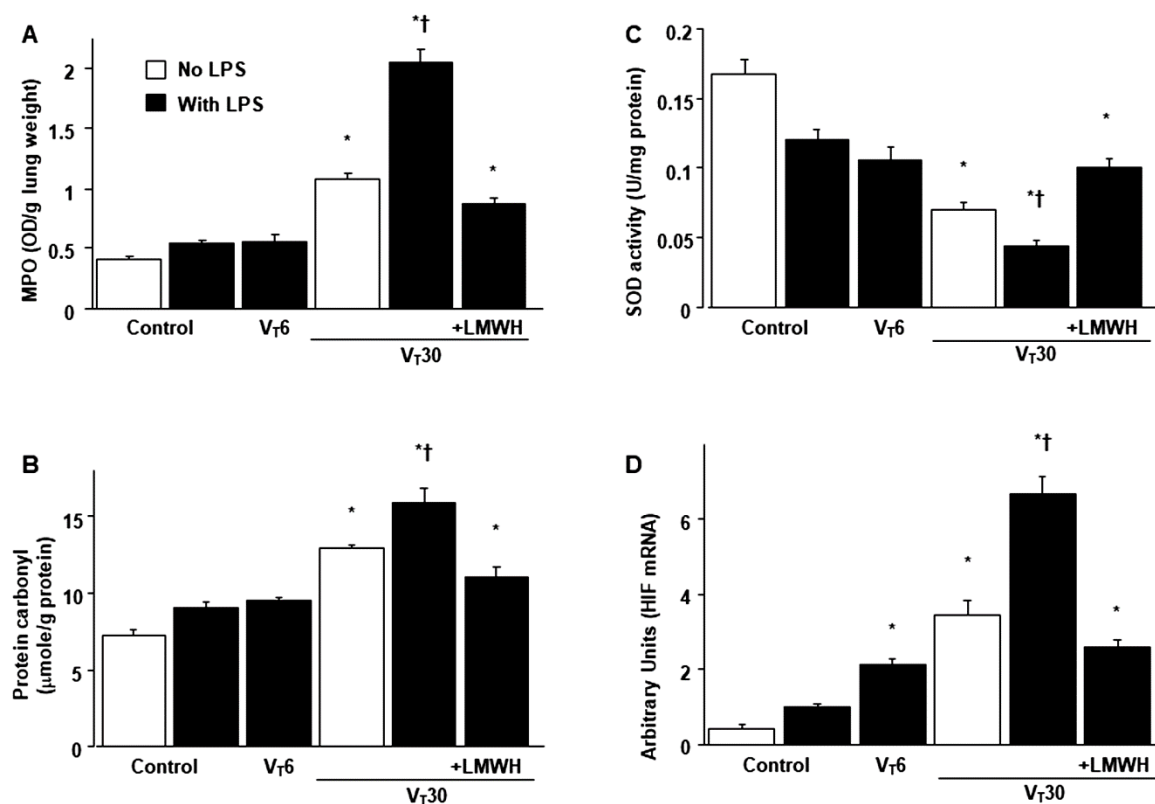 A
MPO (OD/g lung weight)
2
1.5
1
0.5
0
No LPS
With LPS
*
*†
*
Control
VT6
+LMWH
VT30
C
SOD activity (U/mg protein)
0.15
0.1
0.05
0
*
*†
*
Control
VT6
+LMWH
VT30
B
Protein carbonyl
(µmole/g protein)
15
10
5
0
*
*†
*
Control
VT6
+LMWH
VT30
D
Arbitrary Units (HIF mRNA)
6
4
2
0
*
*
*†
*
Control
VT6
+LMWH
VT30